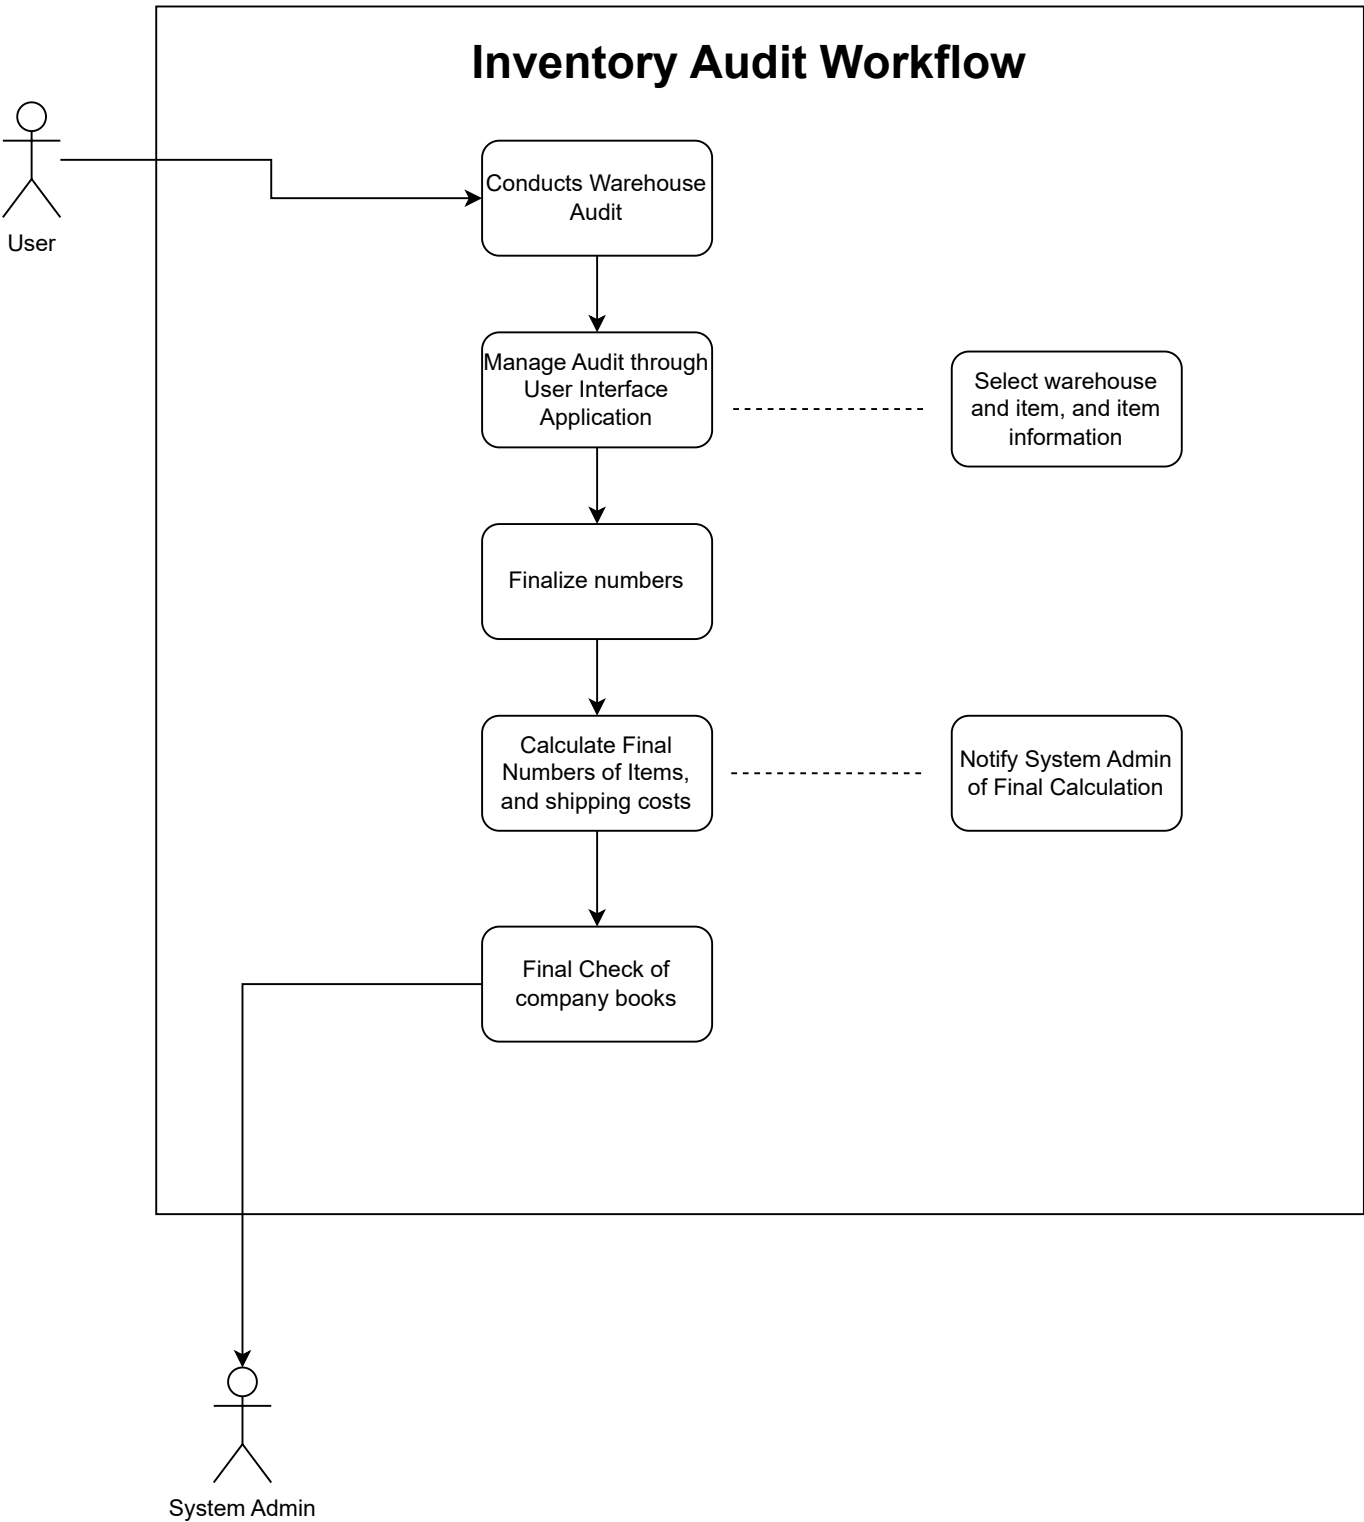 Inventory Audit Workflow
User
Conducts Warehouse
Audit
Manage Audit through
User Interface
Application
Select warehouse
and item, and item
information
Finalize numbers
Calculate Final
Numbers of Items,
and shipping costs
Notify System Admin
of Final Calculation
Final Check of
company books
System Admin